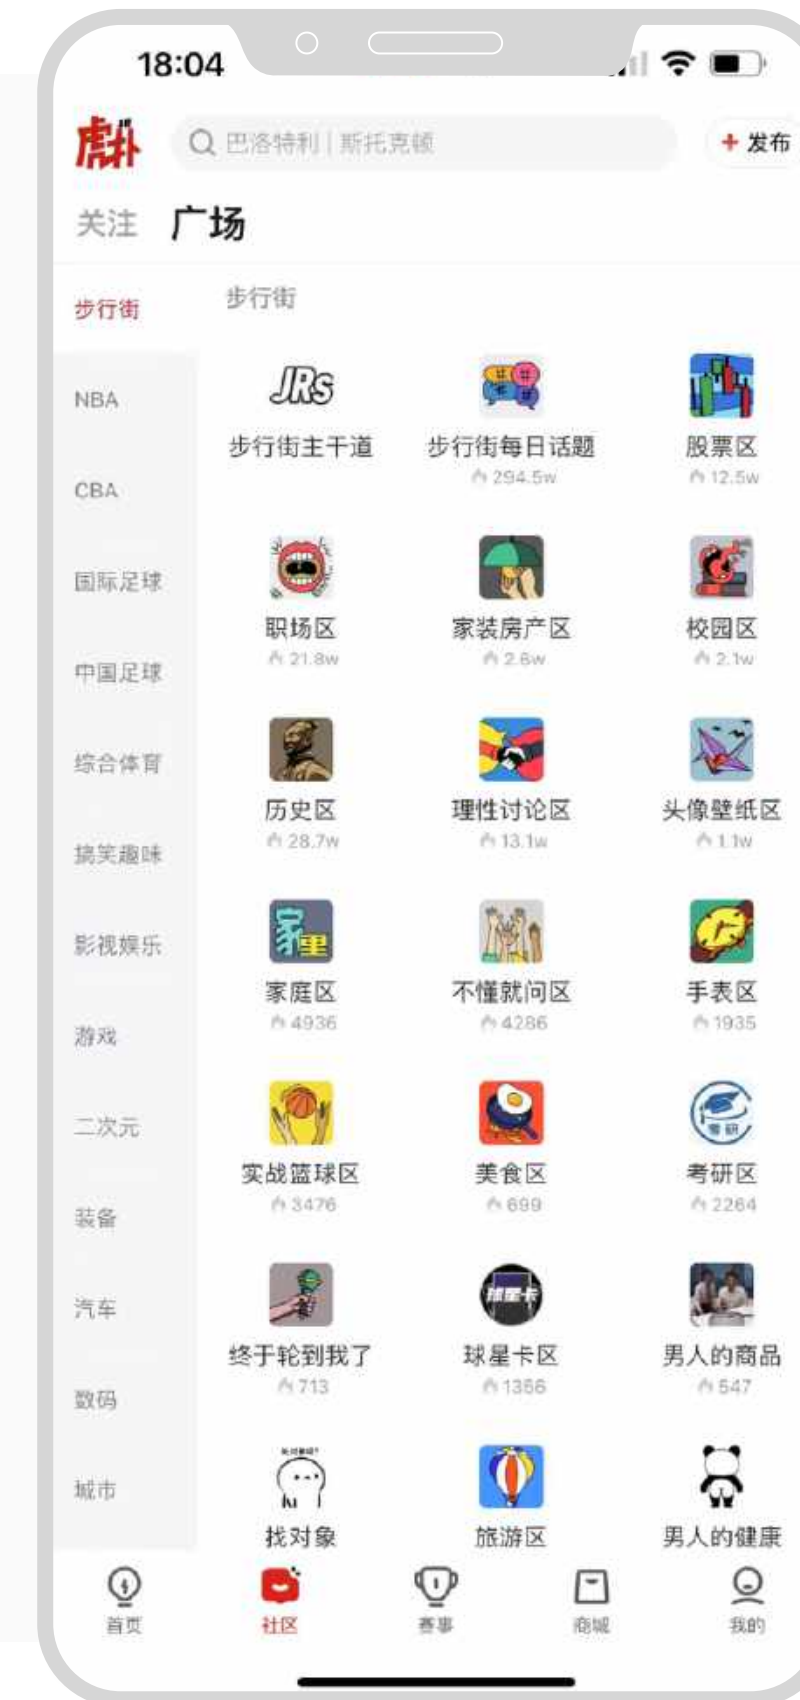 18:04
虎扑
巴洛特利 | 斯托克顿
+ 发布
关注 广场
步行街
NBA
CBA
国际足球
中国足球
综合体育
搞笑趣味
影视娱乐
游戏
二次元
装备
汽车
数码
城市
步行街
JRs
步行街主干道 步行街每日话题 股票区
294.5w 12.5w
职场区 家装房产区 校园区
21.8w 2.6w 2.1w
历史区 理性讨论区 头像壁纸区
28.7w 13.1w 1.1w
家里
家庭区 不懂就问区 手表区
4936 4286 1935
考研
实战篮球区 美食区 考研区
3476 699 2264
球星卡
终于轮到我了 球星卡区 男人的商品
713 1356 547
找对象 旅游区 男人的健康
首页 社区 赛事 商城 我的